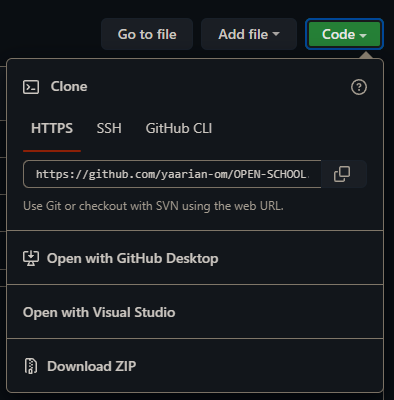 Go to file Add file Code
Clone
HTTPS SSH GitHub CLI
https://github.com/yaarian-om/OPEN-SCHOOL.
Use Git or checkout with SVN using the web URL.
Open with GitHub Desktop
Open with Visual Studio
Download ZIP